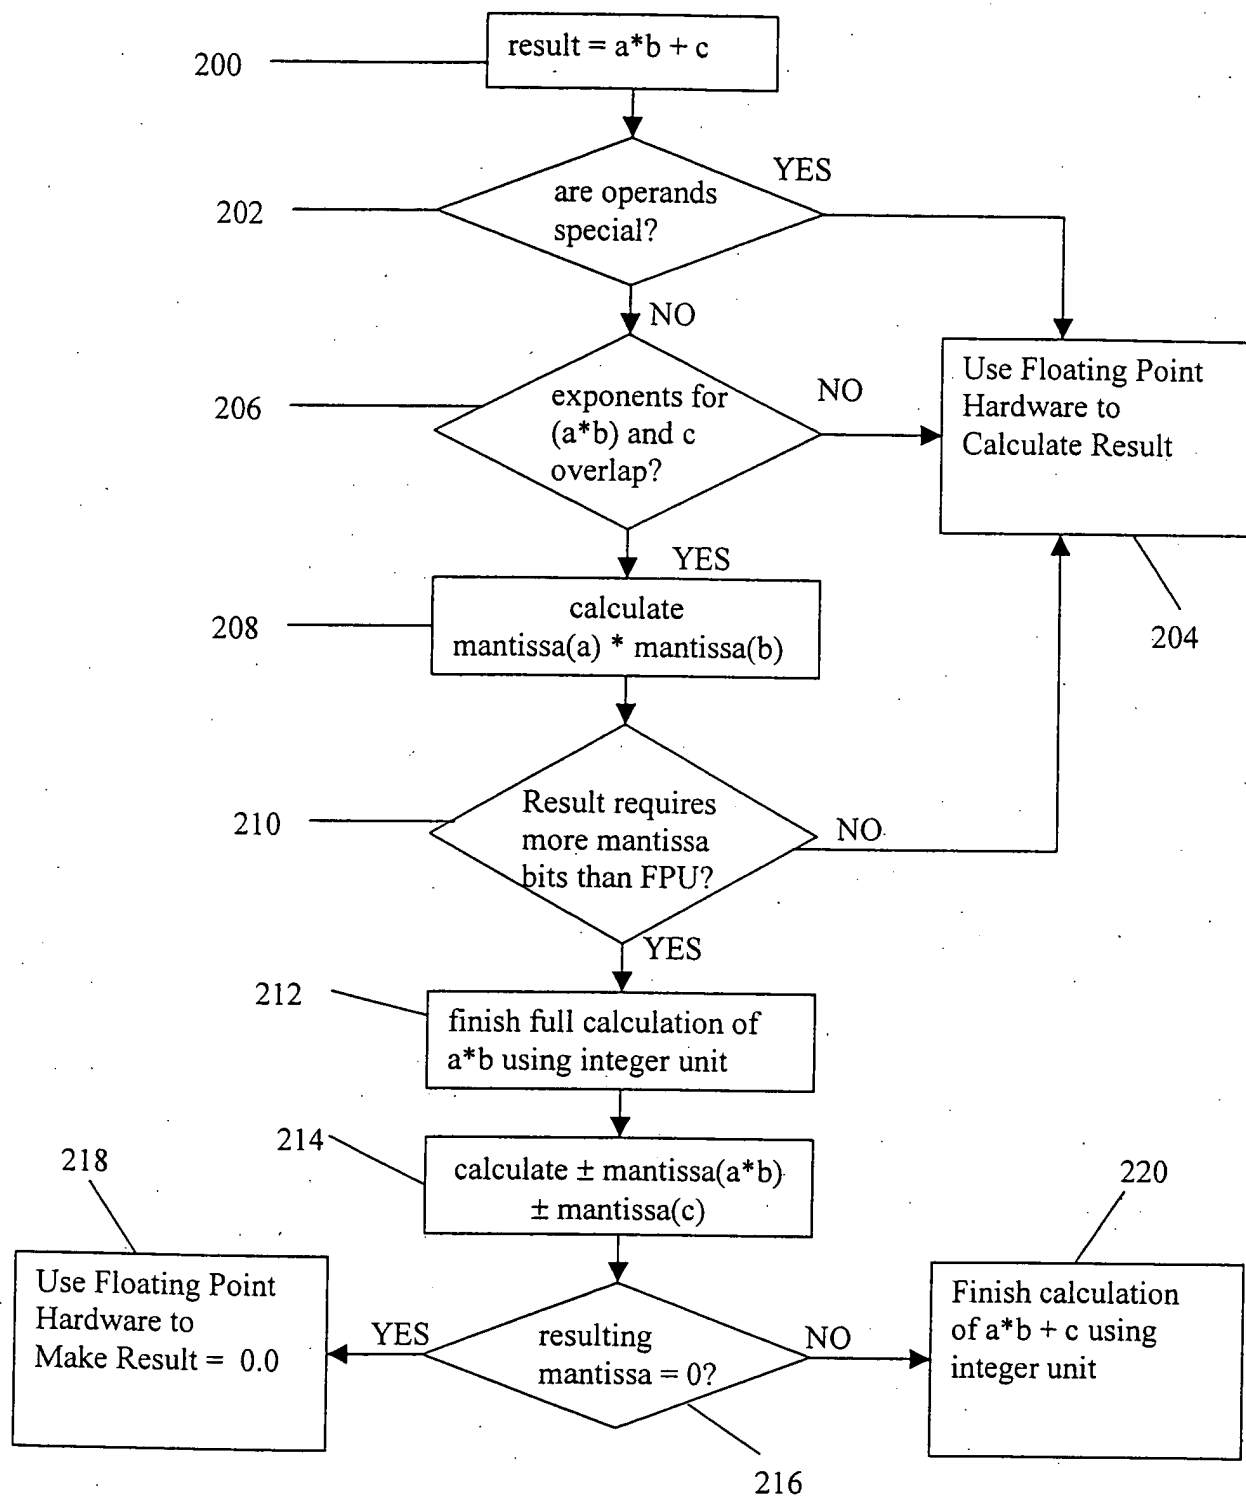 result = a*b + c
200
YES
are operands
special?
202
NO
Use Floating Point
Hardware to
Calculate Result
NO
exponents for
(a*b) and c
overlap?
206
YES
calculate
mantissa(a) * mantissa(b)
208
204
Result requires
more mantissa
bits than FPU?
210
NO
YES
212
finish full calculation of
a*b using integer unit
214
calculate ± mantissa(a*b)
± mantissa(c)
218
220
Use Floating Point
Hardware to
Make Result = 0.0
YES
resulting
mantissa = 0?
NO
Finish calculation
of a*b + c using
integer unit
216